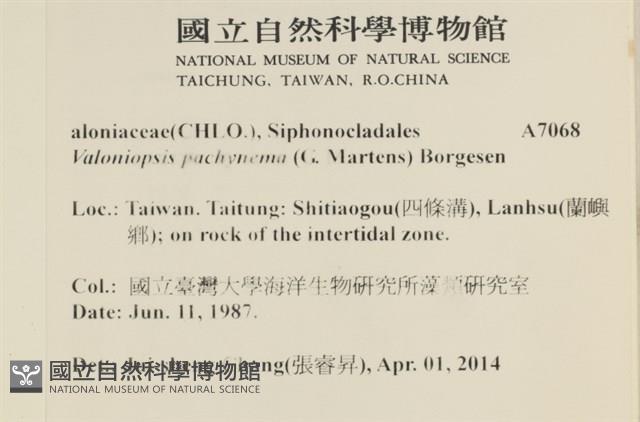 國立自然科學博物館
NATIONAL MUSEUM OF NATURAL SCIENCE
TAICHUNG, TAIWAN, R.O.CHINA
aloniaceae(CHLO.), Siphonocladales A7068
Valoniopsis pachynema (G. Martens) Borgesen
Loc.: Taiwan. Taitung: Shitiaogou(四條溝), Lanhsu(蘭嶼
鄉); on rock of the intertidal zone.
Col.: 國立臺灣大學海洋生物研究所藻類研究室
Date: Jun. 11, 1987.
(張睿昇), Apr. 01, 2014
國立自然科學博物館
NATIONAL MUSEUM OF NATURAL SCIENCE